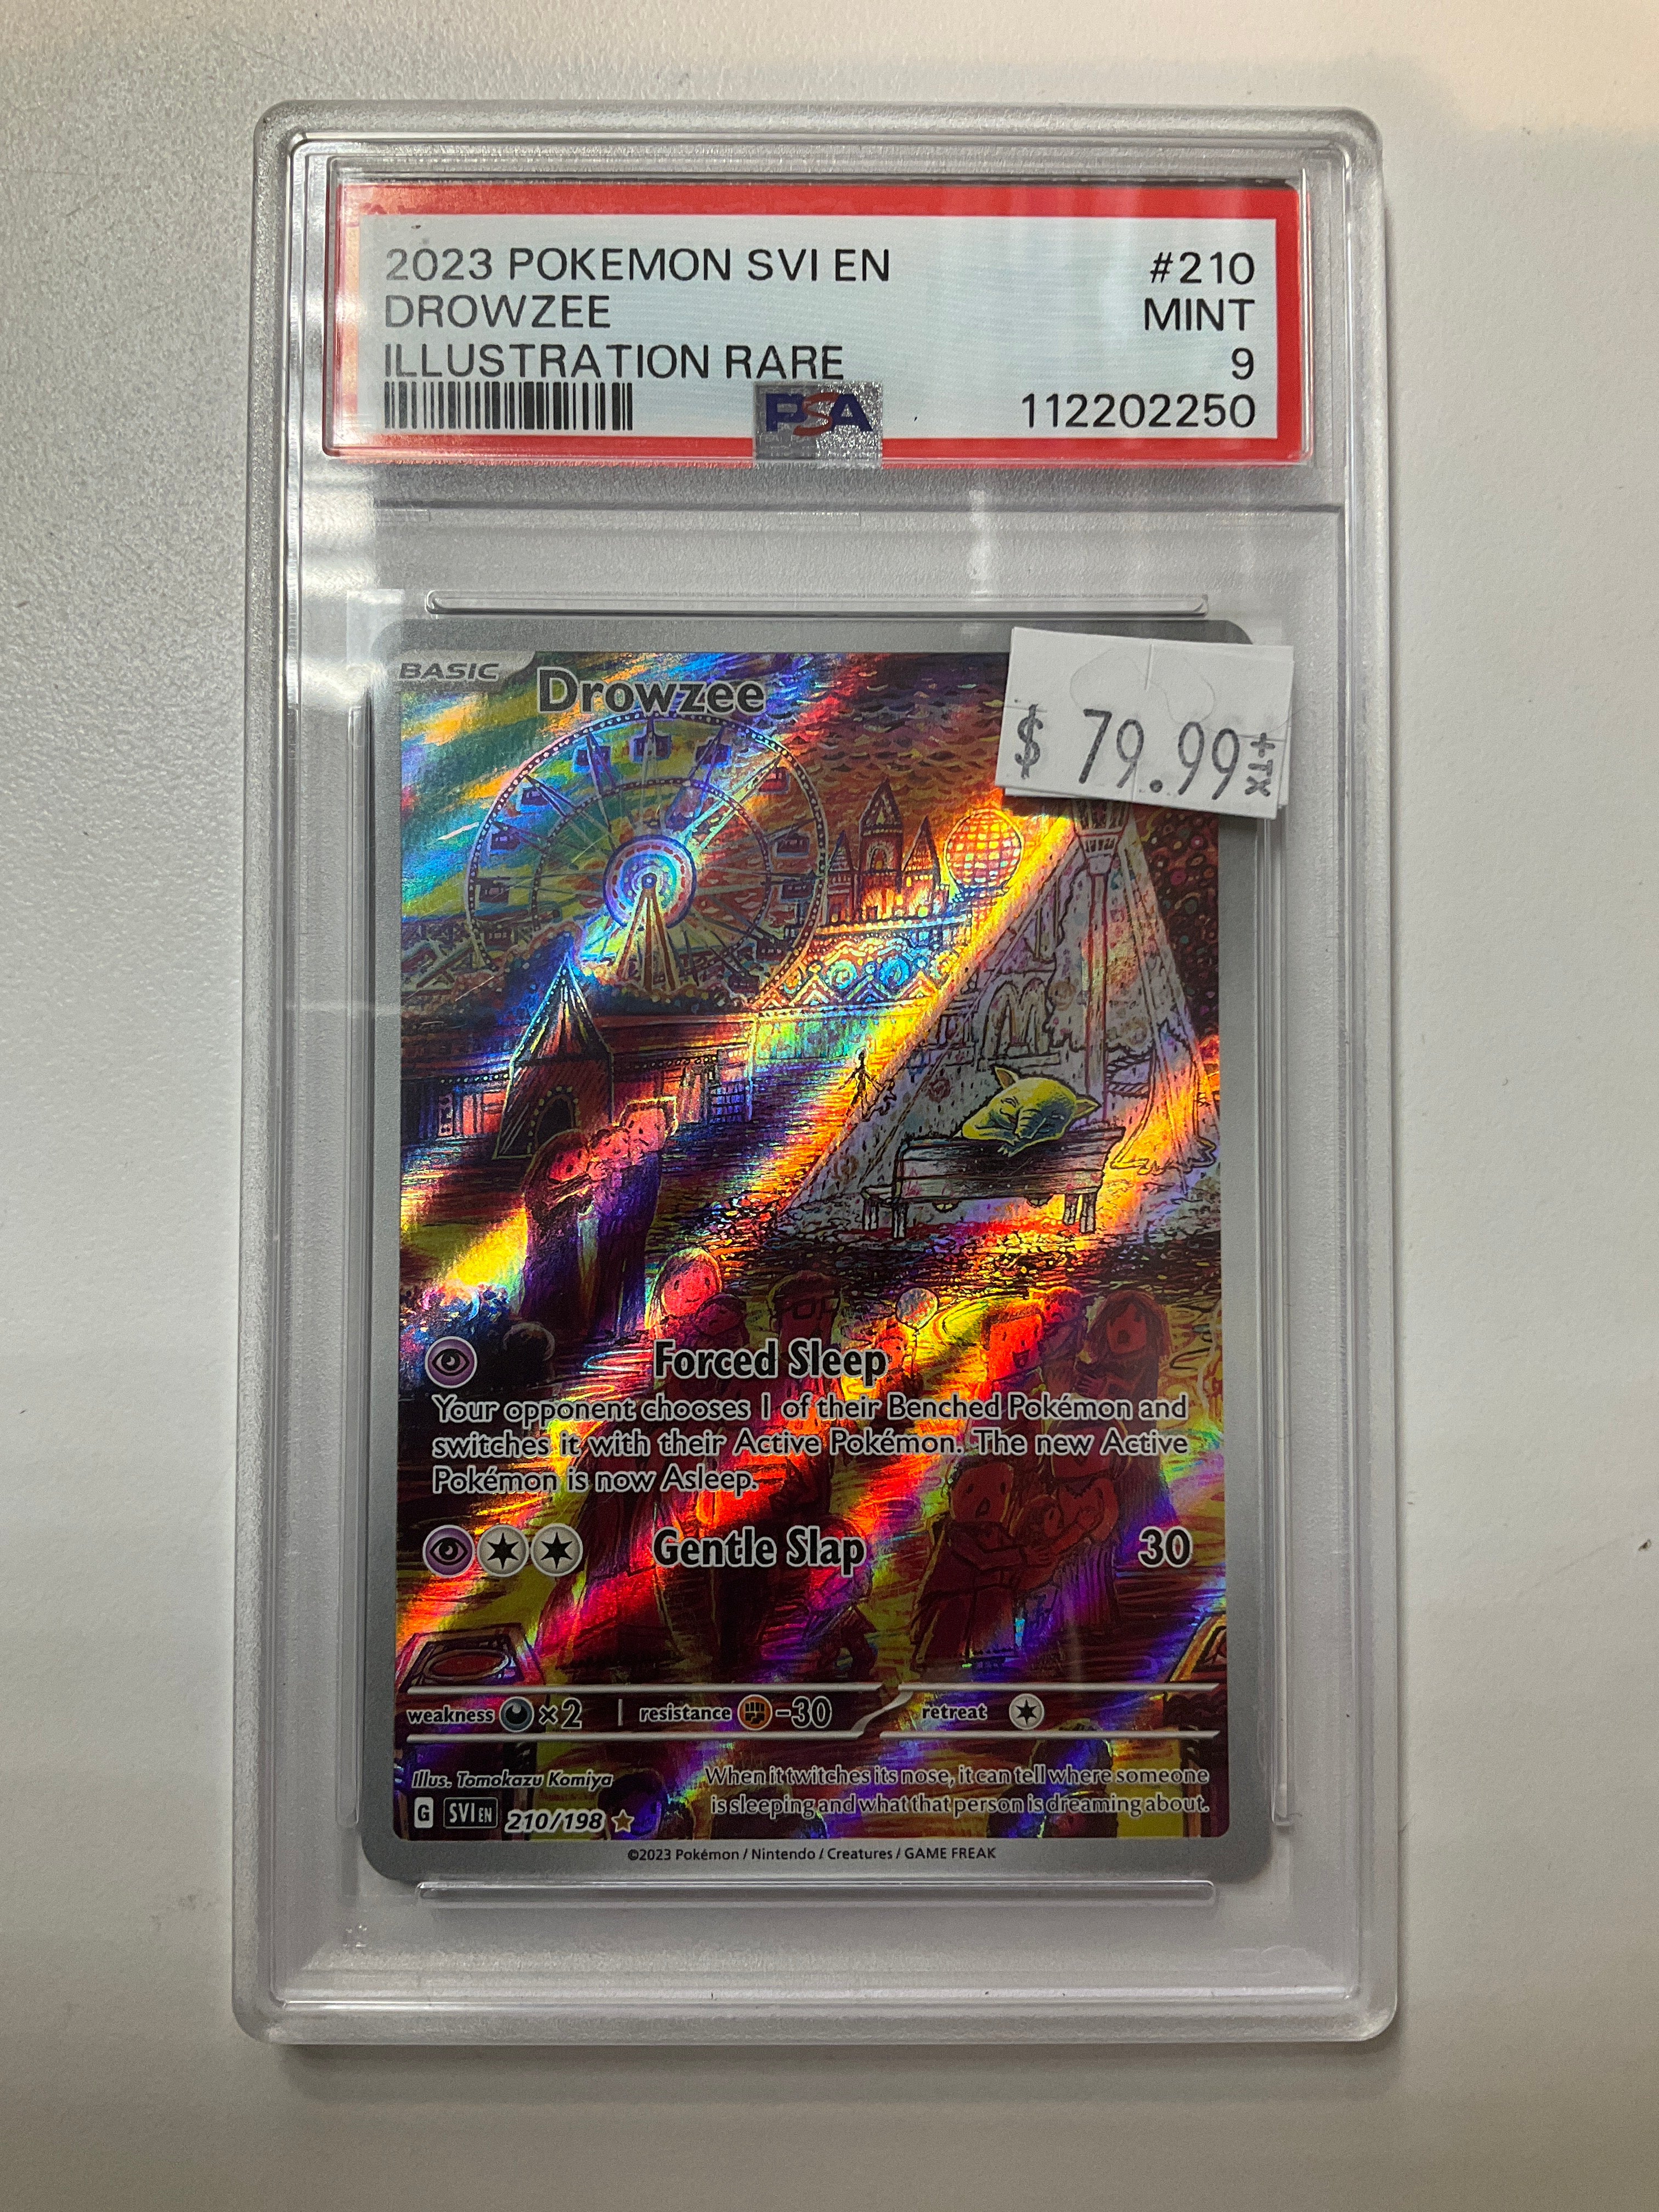 2023 POKEMON SVI EN #210
DROWZEE MINT
ILLUSTRATION RARE 9
PSA 112202250
BASIC Drowzee
$ 79.99 +TX
Forced Sleep
Your opponent chooses 1 of their Benched Pokémon and
switches it with their Active Pokémon. The new Active
Pokémon is now Asleep.
Gentle Slap 30
weakness ×2 resistance -30 retreat
Illus. Tomokazu Komiya
When it twitches its nose, it can tell where someone
is sleeping and what that person is dreaming about.
G SVI EN 210/198
©2023 Pokémon / Nintendo / Creatures / GAME FREAK